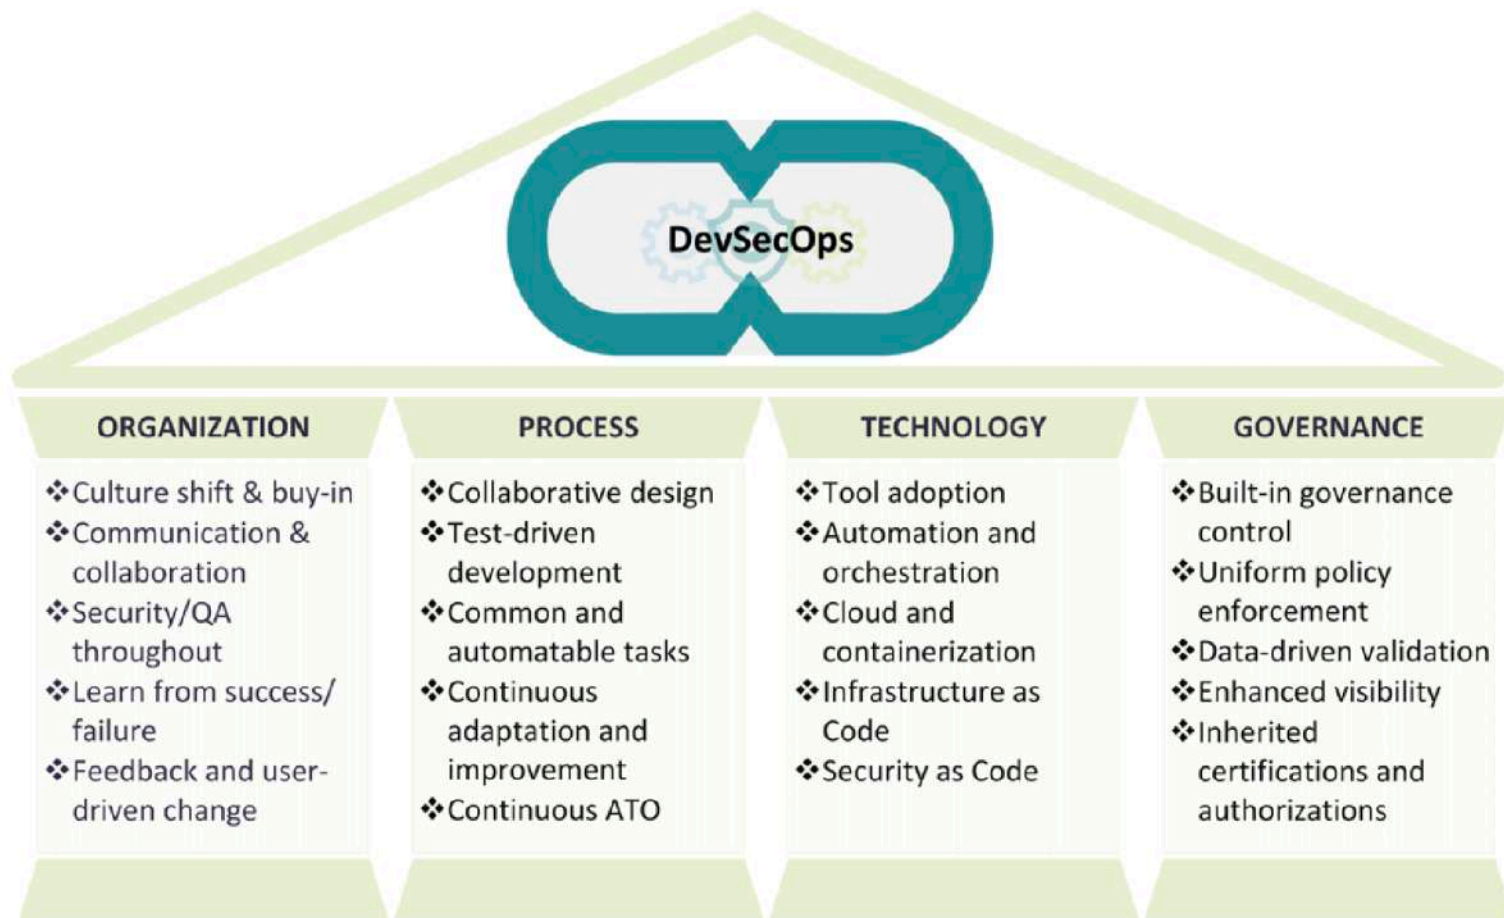 DevSecOps
ORGANIZATION
❖Culture shift & buy-in
❖Communication &
collaboration
❖Security/QA
throughout
❖Learn from success/
failure
❖Feedback and user-
driven change
PROCESS
❖Collaborative design
❖Test-driven
development
❖Common and
automatable tasks
❖Continuous
adaptation and
improvement
❖Continuous ATO
TECHNOLOGY
❖Tool adoption
❖Automation and
orchestration
❖Cloud and
containerization
❖Infrastructure as
Code
❖Security as Code
GOVERNANCE
❖Built-in governance
control
❖Uniform policy
enforcement
❖Data-driven validation
❖Enhanced visibility
❖Inherited
certifications and
authorizations